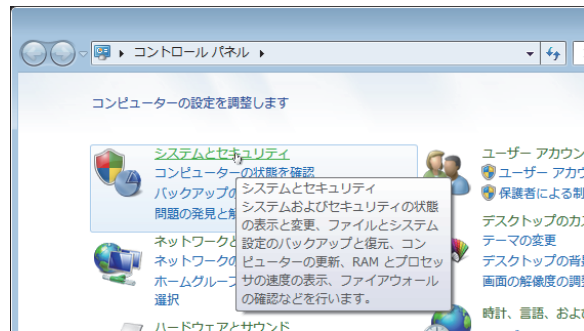 コントロール パネル
コンピューターの設定を調整します
システムとセキュリティ
コンピューターの状態を確認
バックアップの
問題の発見と
システムとセキュリティ
システムおよびセキュリティの状態
の表示と変更、ファイルとシステム
設定のバックアップと復元、コン
ピューターの更新、RAM とプロセッ
サの速度の表示、ファイアウォール
の確認などを行います。
ネットワークと
ネットワークの
ホームグルー
選択
ハードウェアとサウンド
ユーザー アカウン
ユーザー アカウ
保護者による制
デスクトップのカス
テーマの変更
デスクトップの背景
画面の解像度の調整
時計、言語、およ